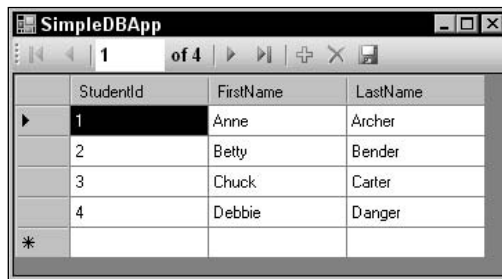 SimpleDBApp
1 of 4
StudentId FirstName LastName
1 Anne Archer
2 Betty Bender
3 Chuck Carter
4 Debbie Danger